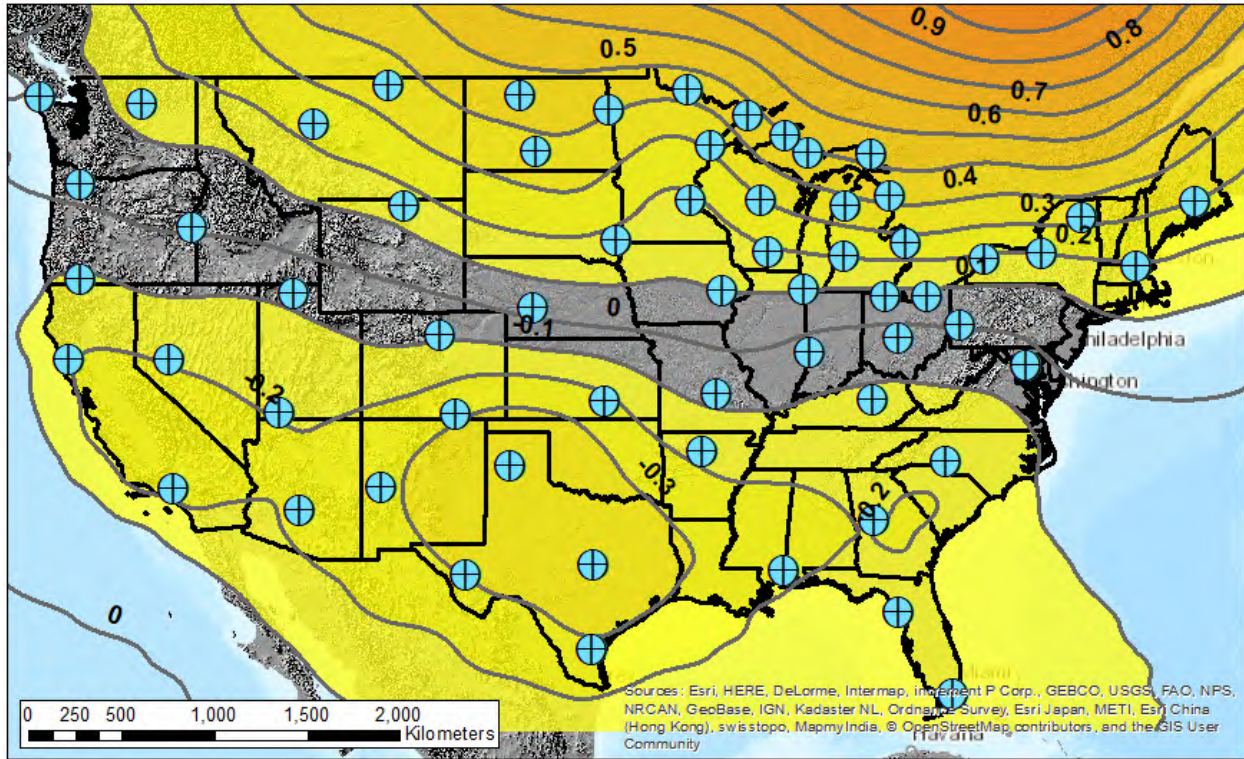 0.9
0.8
0.5
0.7
0.6
0.4
0.3
0.2
0.1
0
-0.1
-0.2
-0.3
0.2
0
hiladelphia
hington
0 250 500 1,000 1,500 2,000
Kilometers
Sources: Esri, HERE, DeLorme, Intermap, increment P Corp., GEBCO, USGS, FAO, NPS,
NRCAN, GeoBase, IGN, Kadaster NL, Ordnance Survey, Esri Japan, METI, Esri China
(Hong Kong), swisstopo, MapmyIndia, © OpenStreetMap contributors, and the GIS User
Community
Havana